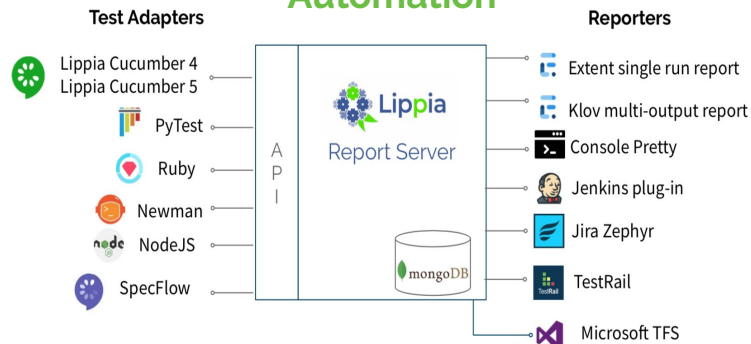 Automation
Test Adapters
Reporters
Lippia Cucumber 4
Lippia Cucumber 5
PyTest
Ruby
Newman
node
NodeJS
SpecFlow
A
P
I
Lippia
Report Server
mongoDB
Extent single run report
Klov multi-output report
Console Pretty
Jenkins plug-in
Jira Zephyr
TestRail
TestRail
Microsoft TFS